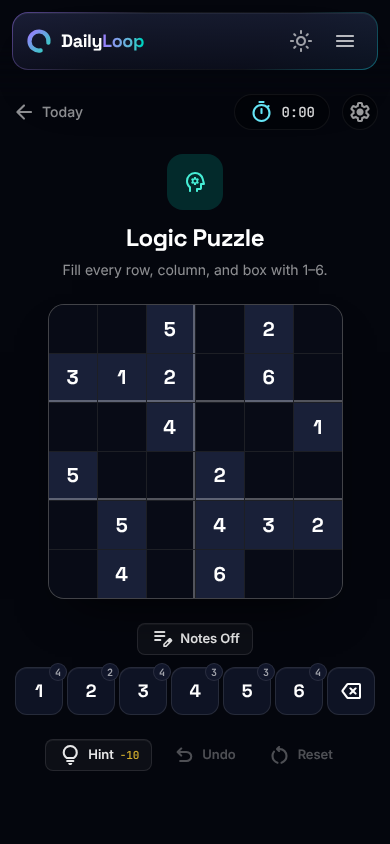 DailyLoop
Today
0:00
Logic Puzzle
Fill every row, column, and box with 1–6.
5 2
3 1 2 6
4 1
5 2
5 4 3 2
4 6
Notes Off
1 4 2 2 3 4 4 3 5 3 6 4
Hint -10 Undo Reset